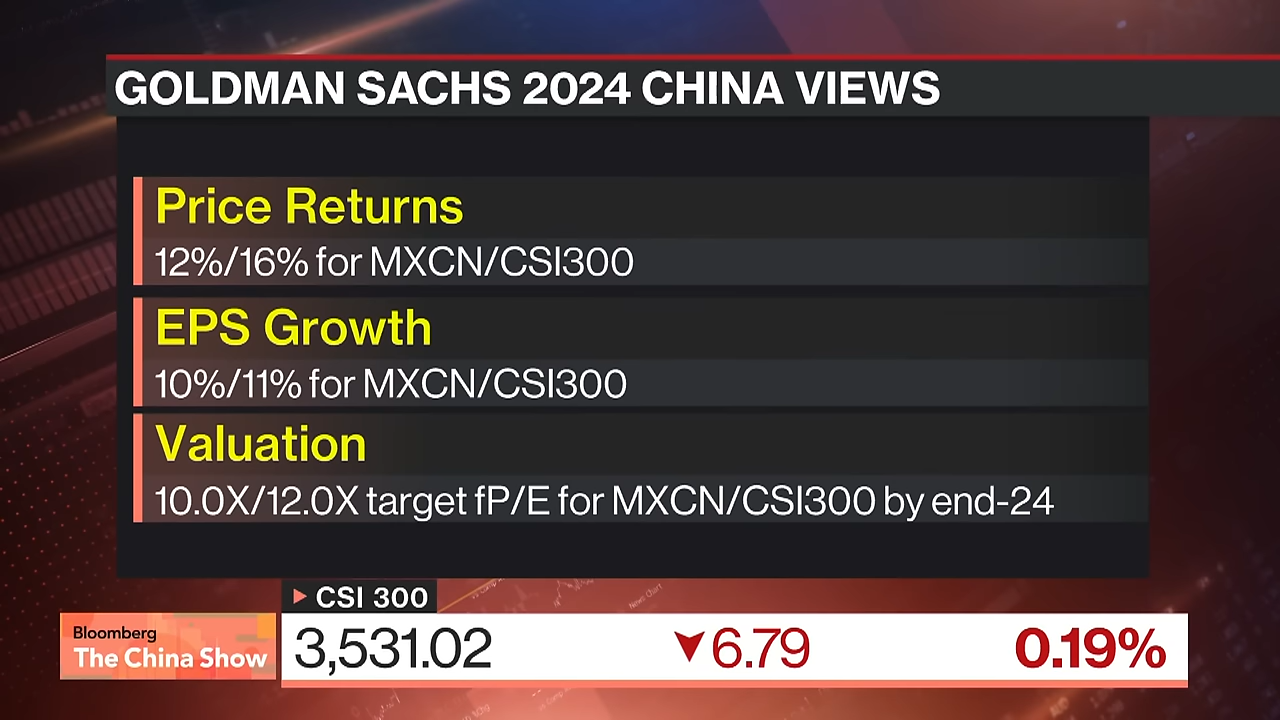 GOLDMAN SACHS 2024 CHINA VIEWS
Price Returns
12%/16% for MXCN/CSI300
EPS Growth
10%/11% for MXCN/CSI300
Valuation
10.0X/12.0X target fP/E for MXCN/CSI300 by end-24
CSI 300
Bloomberg
The China Show
3,531.02 ▼6.79 0.19%